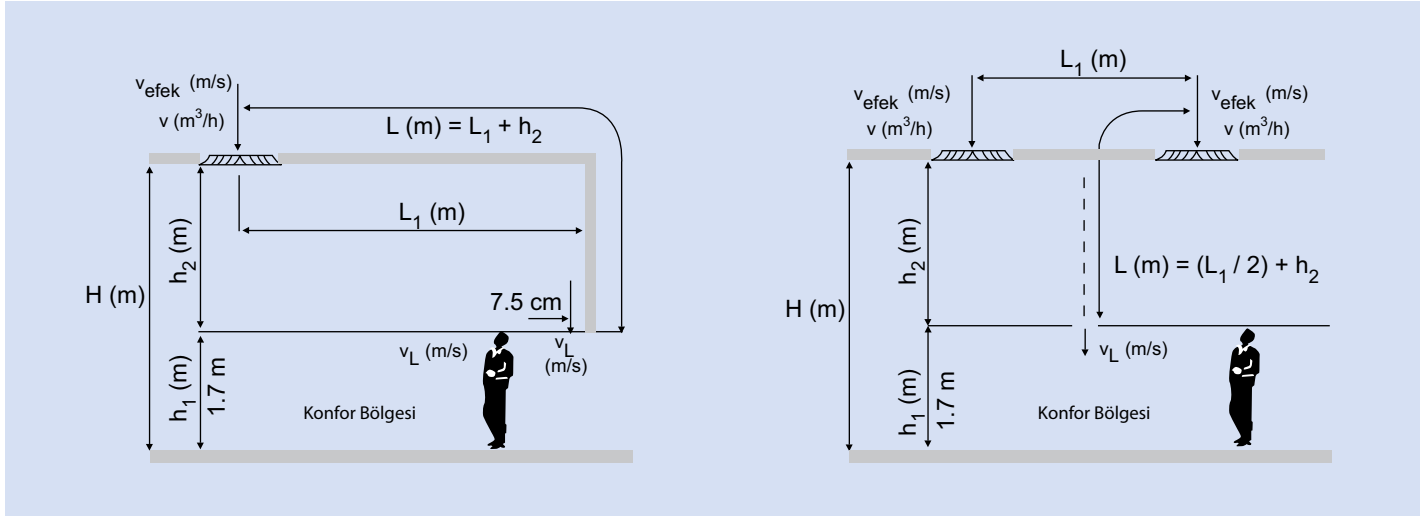 v_efek (m/s)
v (m³/h)
L (m) = L₁ + h₂
L₁ (m)
H (m)
h₂ (m)
7.5 cm
v_L (m/s)
v_L
(m/s)
h₁ (m)
1.7 m
Konfor Bölgesi
L₁ (m)
v_efek (m/s)
v (m³/h)
v_efek (m/s)
v (m³/h)
H (m)
h₂ (m)
L (m) = (L₁ / 2) + h₂
v_L (m/s)
h₁ (m)
1.7 m
Konfor Bölgesi